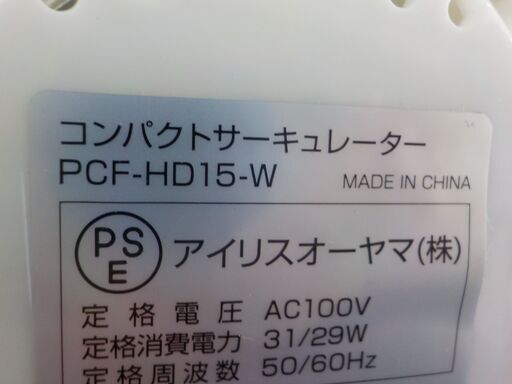 コンパクトサーキュレーター
PCF-HD15-W MADE IN CHINA
PSE アイリスオーヤマ(株)
定格電圧 AC100V
定格消費電力 31/29W
定格周波数 50/60Hz